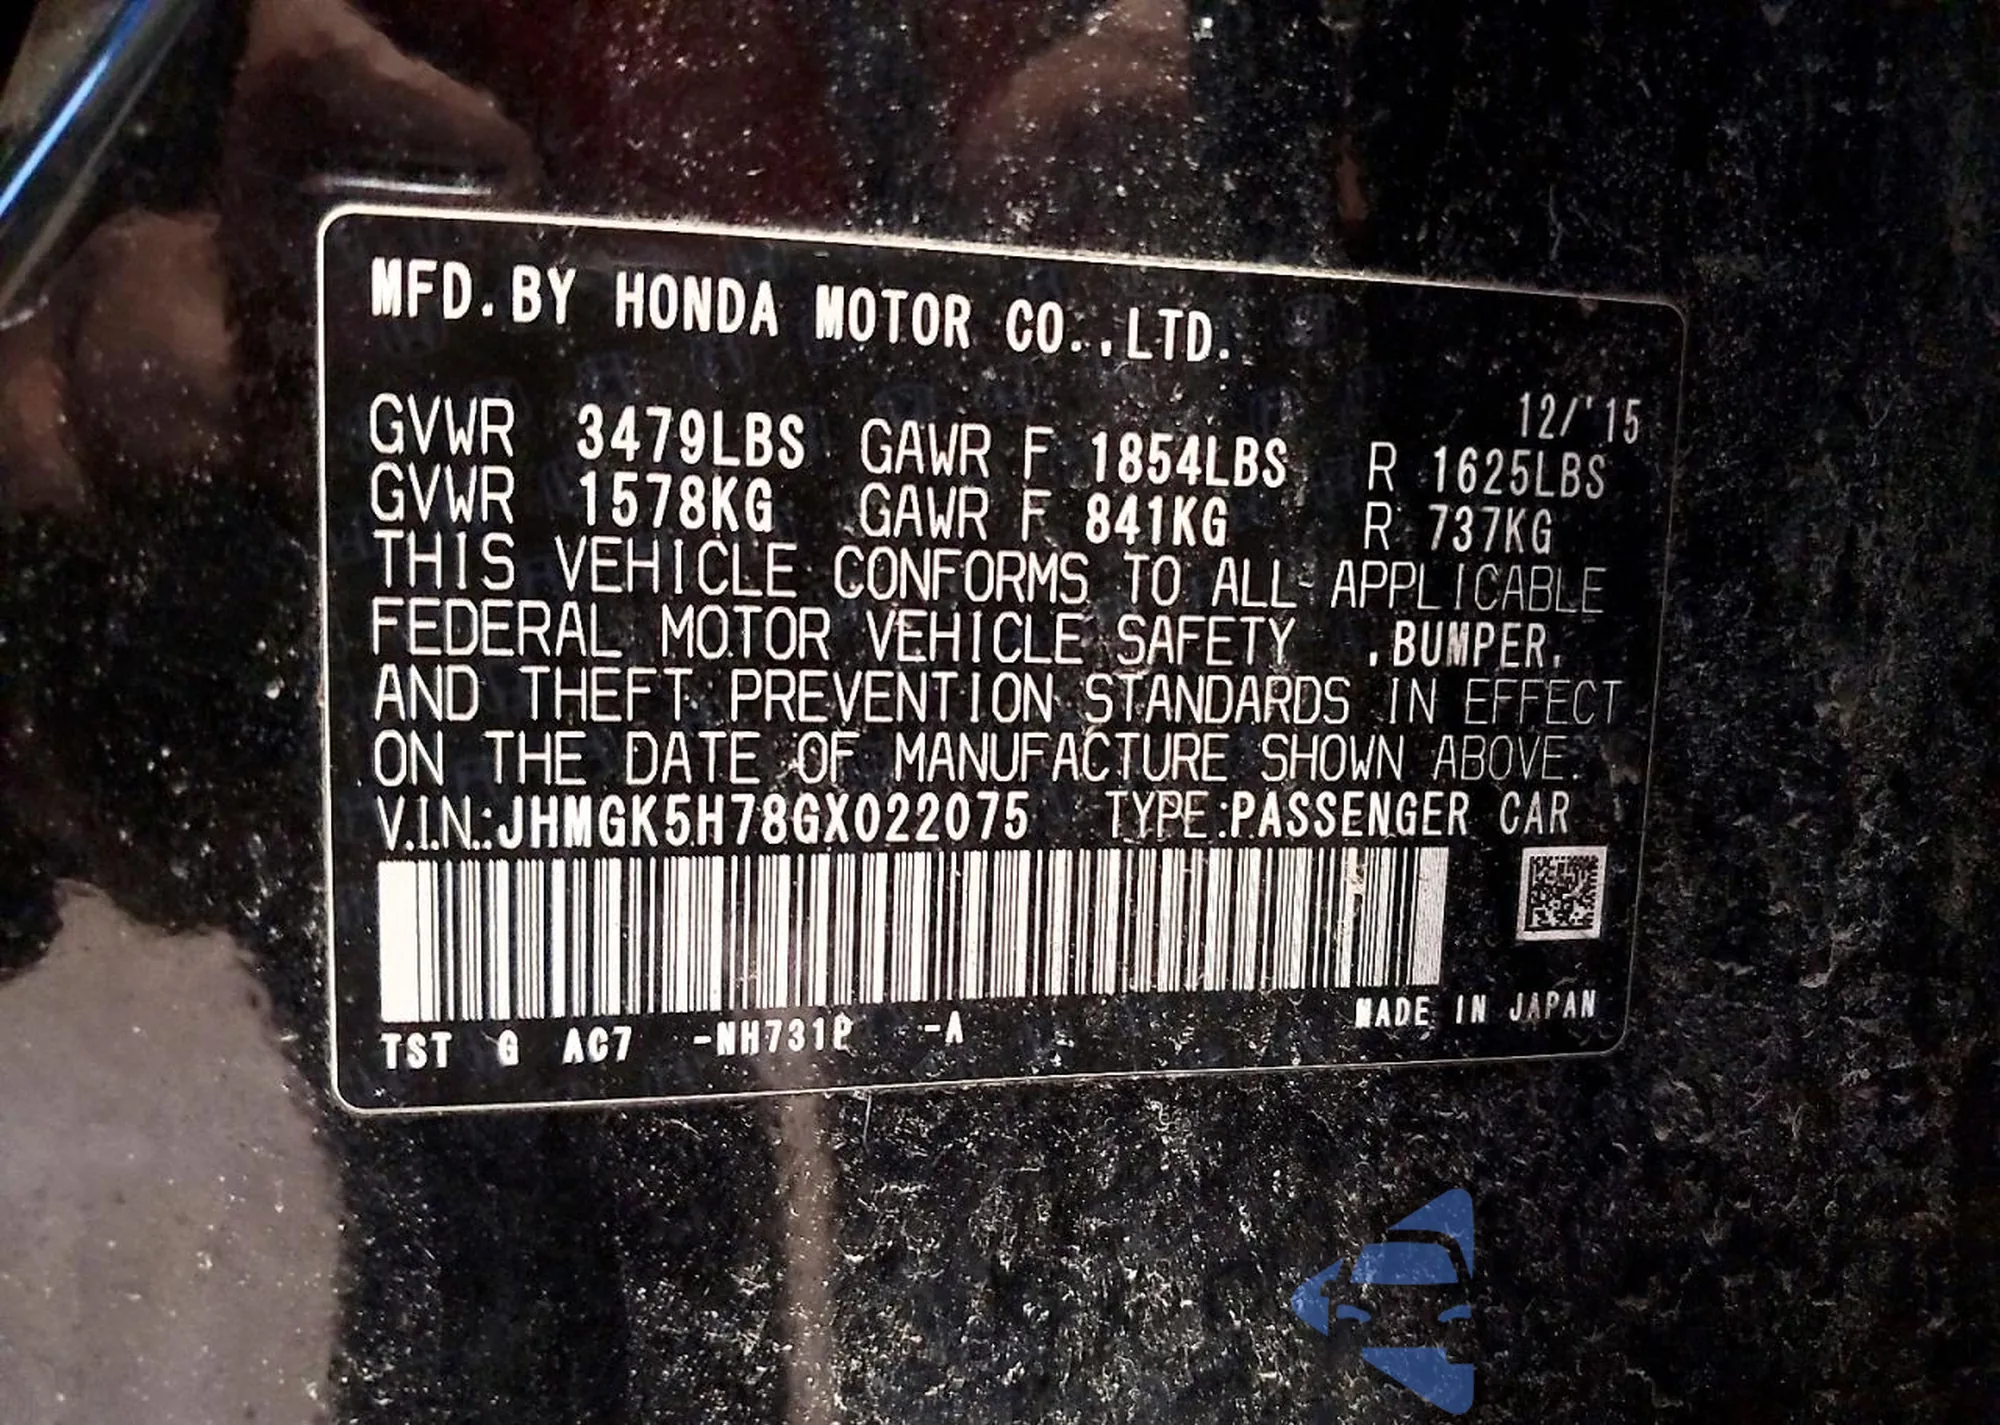 MFD.BY HONDA MOTOR CO.,LTD.
12/'15
GVWR 3479LBS GAWR F 1854LBS R 1625LBS
GVWR 1578KG GAWR F 841KG R 737KG
THIS VEHICLE CONFORMS TO ALL APPLICABLE
FEDERAL MOTOR VEHICLE SAFETY ,BUMPER,
AND THEFT PREVENTION STANDARDS IN EFFECT
ON THE DATE OF MANUFACTURE SHOWN ABOVE.
V.I.N.:JHMGK5H78GX022075 TYPE:PASSENGER CAR
TST G AC7 -NH731P -A
MADE IN JAPAN